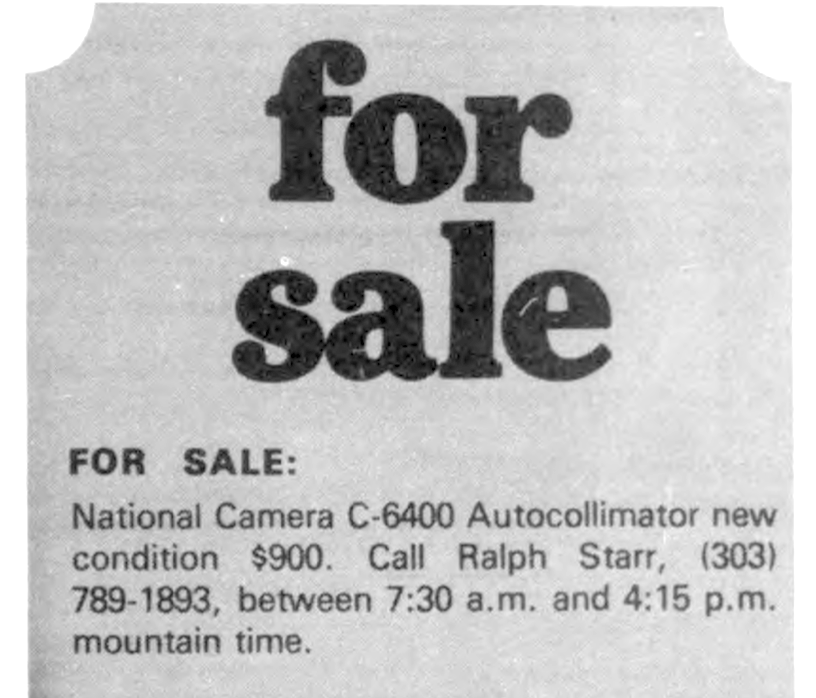 for
sale
FOR SALE:
National Camera C-6400 Autocollimator new
condition $900. Call Ralph Starr, (303)
789-1893, between 7:30 a.m. and 4:15 p.m.
mountain time.